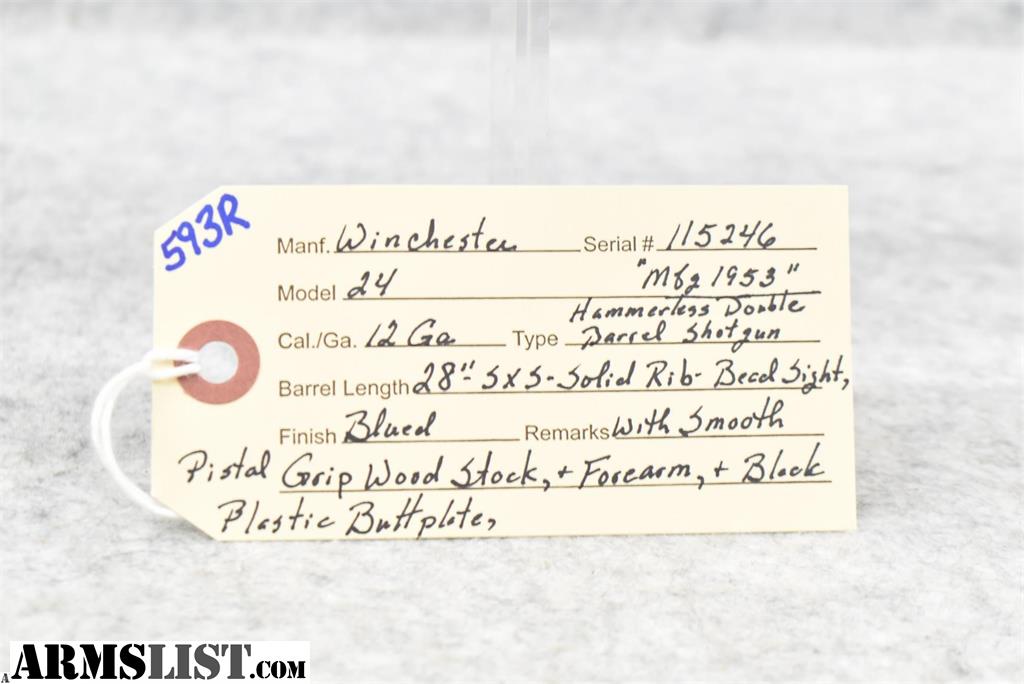 593R
Manf. Winchester Serial # 115246
Model 24 "Mfg 1953"
Hammerless Double
Cal./Ga. 12 Ga Type Barrel Shotgun
Barrel Length 28"- SxS - Solid Rib - Bead Sight,
Finish Blued Remarks With Smooth
Pistal Grip Wood Stock, + Forearm, + Black
Plastic Buttplate,
ARMSLIST.COM